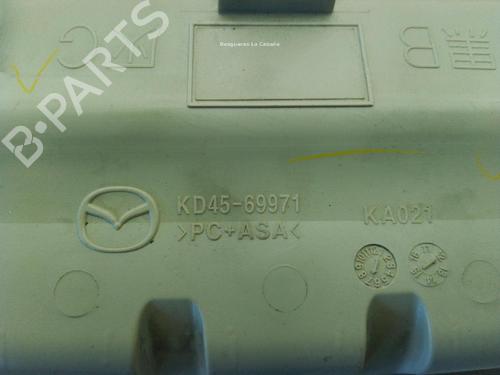 C
B
Desguaces La Cabaña
B-PARTS
KD45-69971
>PC+ASA<
KA021